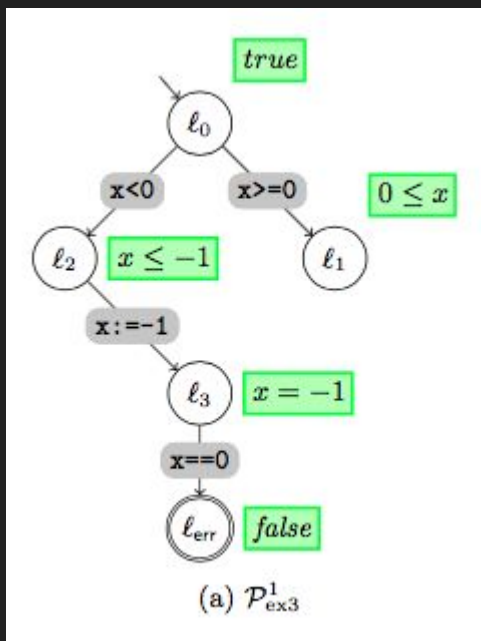 true
ℓ₀
x<0
x>=0
0 ≤ x
ℓ₂
x ≤ −1
ℓ₁
x:=-1
ℓ₃
x = −1
x==0
ℓerr
false
(a) 𝒫¹ex3